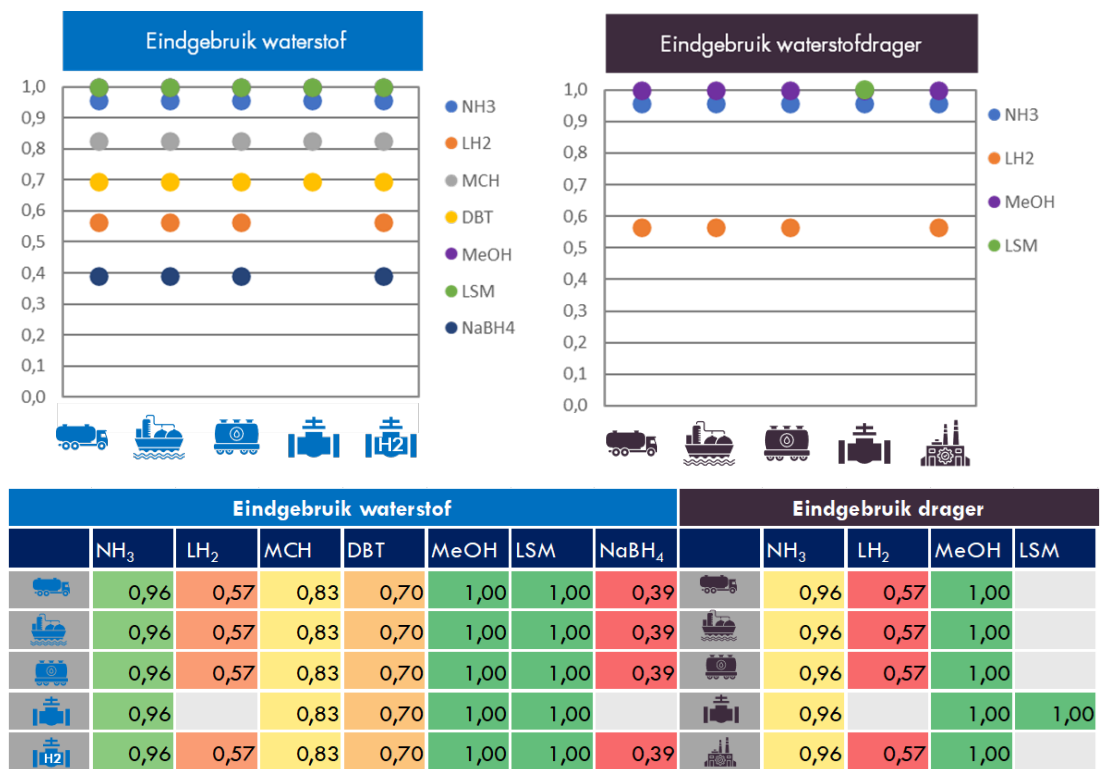 Eindgebruik waterstof
1,0
0,9
0,8
0,7
0,6
0,5
0,4
0,3
0,2
0,1
0,0
NH3
LH2
MCH
DBT
MeOH
LSM
NaBH4
H2
Eindgebruik waterstofdrager
1,0
0,9
0,8
0,7
0,6
0,5
0,4
0,3
0,2
0,1
0,0
NH3
LH2
MeOH
LSM
Eindgebruik waterstof Eindgebruik drager
NH₃ LH₂ MCH DBT MeOH LSM NaBH₄ NH₃ LH₂ MeOH LSM
0,96 0,57 0,83 0,70 1,00 1,00 0,39 0,96 0,57 1,00
0,96 0,57 0,83 0,70 1,00 1,00 0,39 0,96 0,57 1,00
0,96 0,57 0,83 0,70 1,00 1,00 0,39 0,96 0,57 1,00
0,96 0,83 0,70 1,00 1,00 0,96 1,00 1,00
H2 0,96 0,57 0,83 0,70 1,00 1,00 0,39 0,96 0,57 1,00